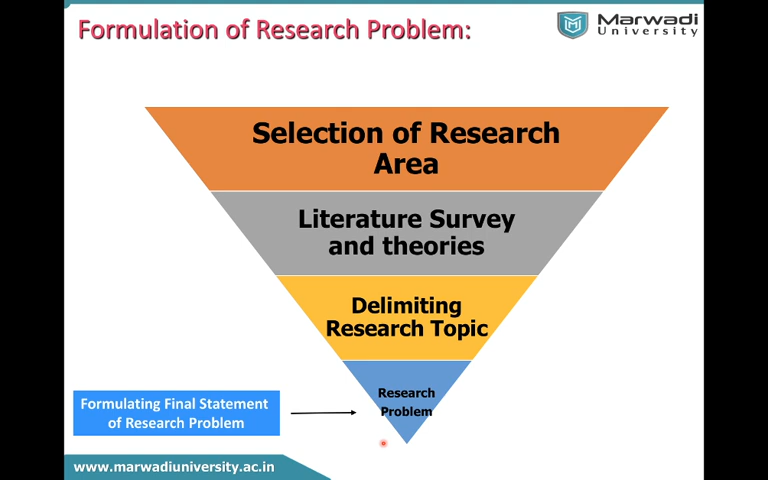 Formulation of Research Problem:
Marwadi
University
Selection of Research
Area
Literature Survey
and theories
Delimiting
Research Topic
Research
Problem
Formulating Final Statement
of Research Problem
www.marwadiuniversity.ac.in